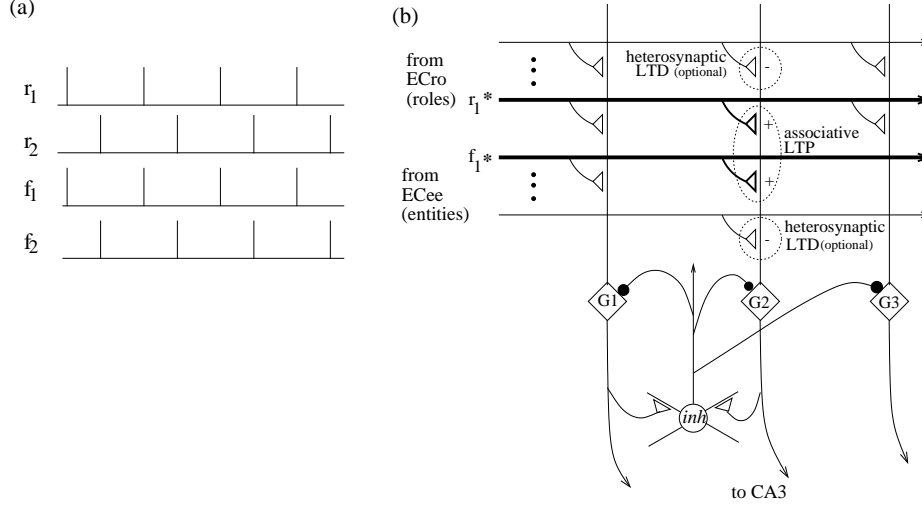 (a)
r1
r2
f1
f2
(b)
from
ECro
(roles)
r1*
f1*
from
ECee
(entities)
heterosynaptic
LTD (optional)
-
+
associative
LTP
+
-
heterosynaptic
LTD (optional)
G1
G2
G3
inh
to CA3